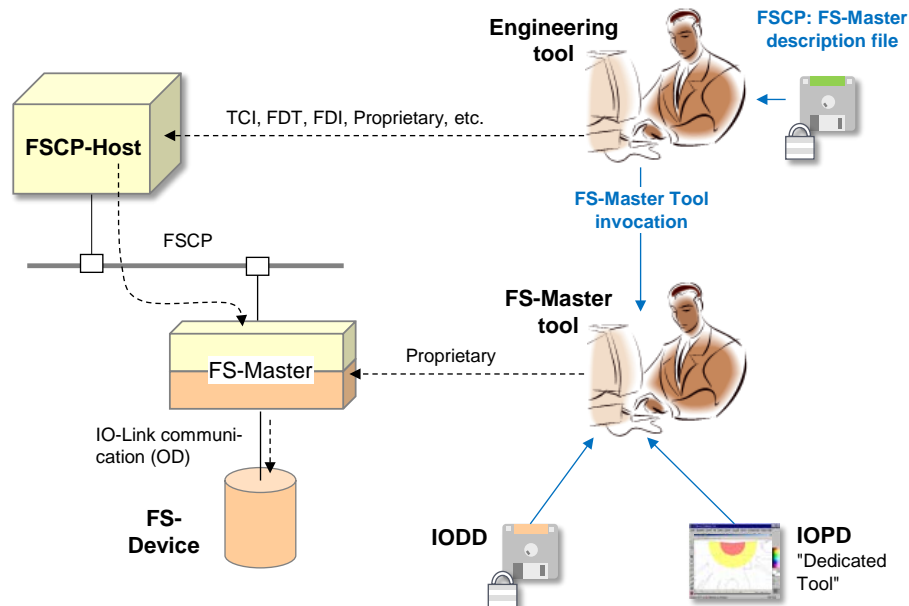 Engineering
tool
FSCP: FS-Master
description file
TCI, FDT, FDI, Proprietary, etc.
FSCP-Host
FS-Master Tool
invocation
FSCP
FS-Master
tool
FS-Master
Proprietary
IO-Link communi-
cation (OD)
FS-
Device
IODD
IOPD
"Dedicated
Tool"